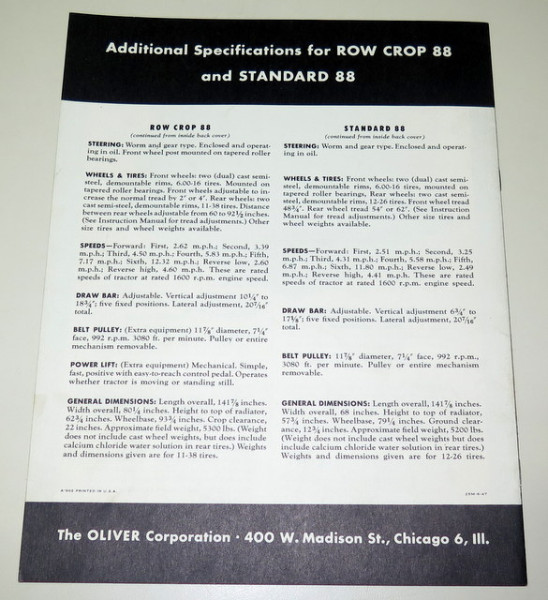 Additional Specifications for ROW CROP 88
and STANDARD 88
ROW CROP 88
(continued from inside back cover)
STEERING: Worm and gear type. Enclosed and operat-
ing in oil. Front wheel post mounted on tapered roller
bearings.
WHEELS & TIRES: Front wheels: two (dual) cast semi-
steel, demountable rims, 6.00-16 tires. Mounted on
tapered roller bearings. Front wheels adjustable to in-
crease the normal tread by 2" or 4". Rear wheels: two
cast semi-steel, demountable rims, 11-38 tires. Distance
between rear wheels adjustable from 60 to 92½ inches.
(See Instruction Manual for tread adjustments.) Other
size tires and wheel weights available.
SPEEDS—Forward: First, 2.62 m.p.h.; Second, 3.39
m.p.h.; Third, 4.50 m.p.h.; Fourth, 5.83 m.p.h.; Fifth,
7.17 m.p.h.; Sixth, 12.32 m.p.h.; Reverse low, 2.60
m.p.h.; Reverse high, 4.60 m.p.h. These are rated
speeds of tractor at rated 1600 r.p.m. engine speed.
DRAW BAR: Adjustable. Vertical adjustment 10¼" to
18¾"; five fixed positions. Lateral adjustment, 20⁷⁄₁₆"
total.
BELT PULLEY: (Extra equipment) 11⅞" diameter, 7¼"
face, 992 r.p.m. 3080 ft. per minute. Pulley or entire
mechanism removable.
POWER LIFT: (Extra equipment) Mechanical. Simple,
fast, positive with easy-to-reach control pedal. Operates
whether tractor is moving or standing still.
GENERAL DIMENSIONS: Length overall, 141⅞ inches.
Width overall, 80¼ inches. Height to top of radiator,
62¾ inches. Wheelbase, 93¾ inches. Crop clearance,
22 inches. Approximate field weight, 5300 lbs. (Weight
does not include cast wheel weights, but does include
calcium chloride water solution in rear tires.) Weights
and dimensions given are for 11-38 tires.
STANDARD 88
(continued from inside back cover)
STEERING: Worm and gear type. Enclosed and operat-
ing in oil.
WHEELS & TIRES: Front wheels: two (dual) cast semi-
steel, demountable rims, 6.00-16 tires, mounted on
tapered roller bearings, Rear wheels: two cast semi-
steel, demountable rims, 12-26 tires. Front wheel tread
48¾". Rear wheel tread 54" or 62". (See Instruction
Manual for tread adjustments.) Other size tires and
wheel weights available.
SPEEDS—Forward: First, 2.51 m.p.h.; Second, 3.25
m.p.h.; Third, 4.31 m.p.h.; Fourth, 5.58 m.p.h.; Fifth,
6.87 m.p.h.; Sixth, 11.80 m.p.h.; Reverse low, 2.49
m.p.h.; Reverse high, 4.41 m.p.h. These are rated
speeds of tractor at rated 1600 r.p.m. engine speed.
DRAW BAR: Adjustable. Vertical adjustment 6¾" to
17⅝"; five fixed positions. Lateral adjustment, 20⁷⁄₁₆"
total.
BELT PULLEY: 11⅞" diameter, 7¼" face, 992 r.p.m.,
3080 ft. per minute. Pulley or entire mechanism
removable.
GENERAL DIMENSIONS: Length overall, 141⅞ inches.
Width overall, 68 inches. Height to top of radiator,
57¾ inches. Wheelbase, 79¼ inches. Ground clear-
ance, 12¾ inches. Approximate field weight, 5200 lbs.
(Weight does not include cast wheel weights but does
include calcium chloride water solution in rear tires.)
Weights and dimensions given are for 12-26 tires.
PRINTED IN U.S.A.
The OLIVER Corporation · 400 W. Madison St., Chicago 6, Ill.